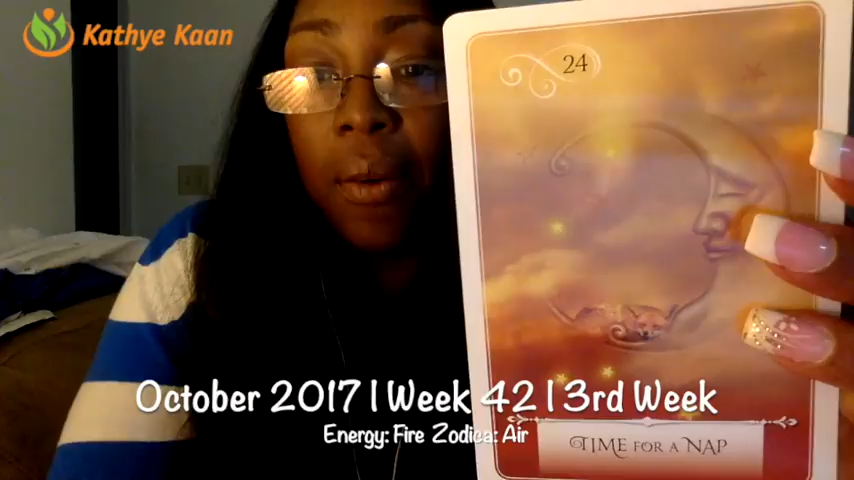 Kathye Kaan
24
October 2017 | Week 42 | 3rd Week
Energy: Fire Zodica: Air
TIME FOR A NAP